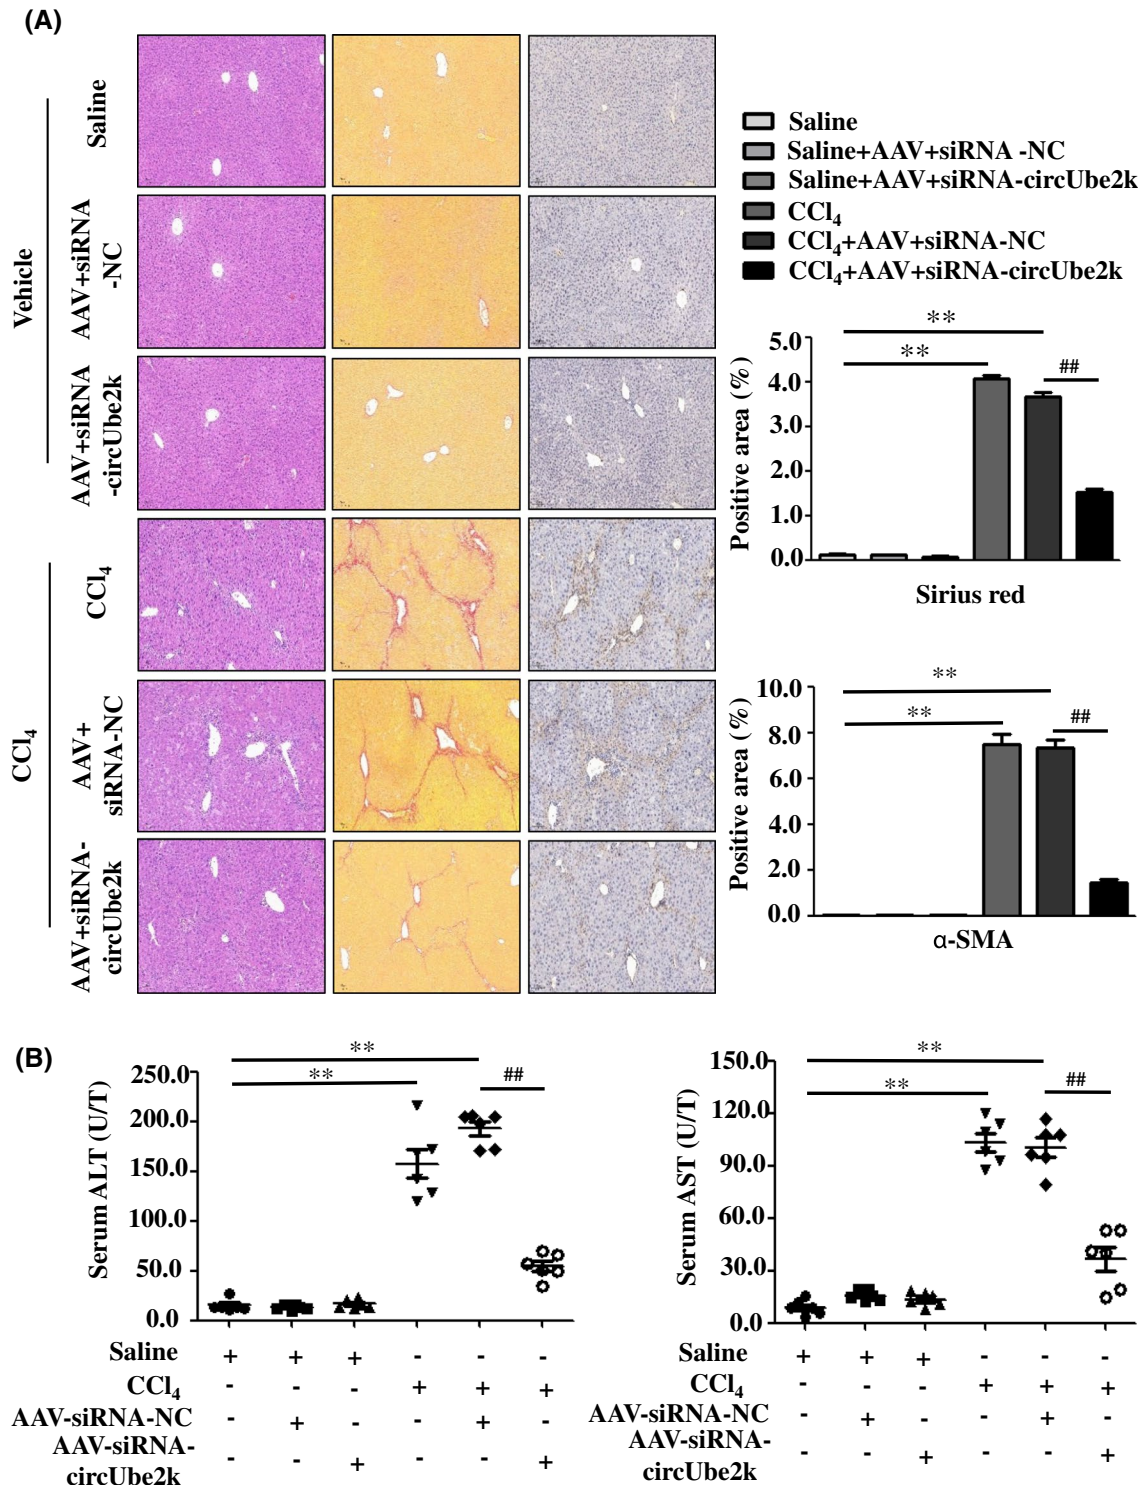 (A)
Vehicle
Saline
AAV+siRNA
-NC
AAV+siRNA
-circUbe2k
CCl4
CCl4
AAV+
siRNA-NC
AAV+siRNA-
circUbe2k
Saline
Saline+AAV+siRNA -NC
Saline+AAV+siRNA-circUbe2k
CCl4
CCl4+AAV+siRNA-NC
CCl4+AAV+siRNA-circUbe2k
Positive area (%)
5.0
4.0
3.0
2.0
1.0
0.0
**
**
##
Sirius red
Positive area (%)
10.0
8.0
6.0
4.0
2.0
0.0
**
**
##
α-SMA
(B)
Serum ALT (U/T)
250.0
200.0
150.0
100.0
50.0
0.0
**
**
##
Saline + + + - - -
CCl4 - - - + + +
AAV-siRNA-NC - + - - + -
AAV-siRNA-
circUbe2k - - + - - +
Serum AST (U/T)
150.0
120.0
90.0
60.0
30.0
0.0
**
**
##
Saline + + + - - -
CCl4 - - - + + +
AAV-siRNA-NC - + - - + -
AAV-siRNA-
circUbe2k - - + - - +